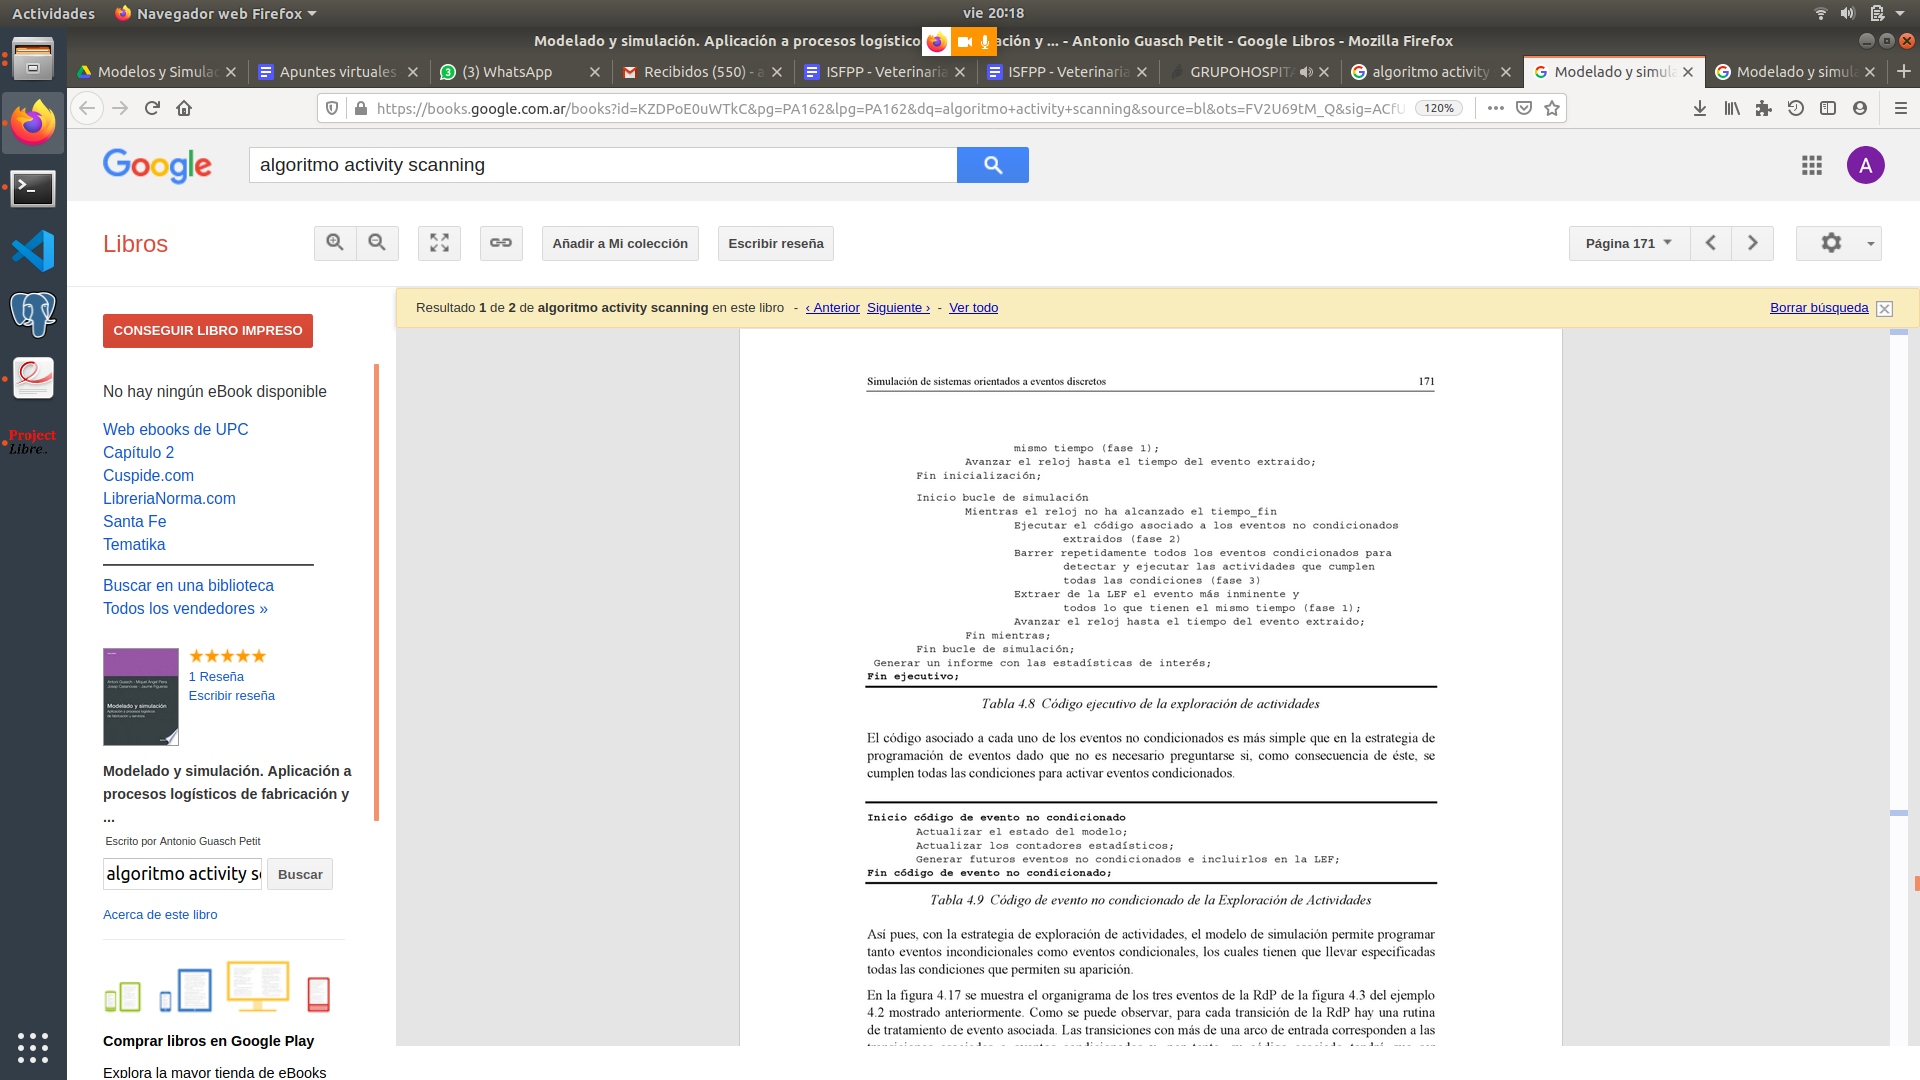 Actividades
Navegador web Firefox
vie 20:18
Modelado y simulación. Aplicación a procesos logístico
ación y ... - Antonio Guasch Petit - Google Libros - Mozilla Firefox
Modelos y Simulac
Apuntes virtuales
(3) WhatsApp
Recibidos (550) - a
ISFPP - Veterinaria
ISFPP - Veterinaria
GRUPOHOSPITA
algoritmo activity
Modelado y simula
Modelado y simula
https://books.google.com.ar/books?id=KZDPoE0uWTkC&pg=PA162&lpg=PA162&dq=algoritmo+activity+scanning&source=bl&ots=FV2U69tM_Q&sig=ACfU
120%
Google
algoritmo activity scanning
A
Libros
Añadir a Mi colección
Escribir reseña
Página 171
CONSEGUIR LIBRO IMPRESO
No hay ningún eBook disponible
Web ebooks de UPC
Capítulo 2
Cuspide.com
LibreriaNorma.com
Santa Fe
Tematika
Buscar en una biblioteca
Todos los vendedores »
1 Reseña
Escribir reseña
Modelado y simulación
Modelado y simulación. Aplicación a
procesos logísticos de fabricación y
...
Escrito por Antonio Guasch Petit
algoritmo activity s
Buscar
Acerca de este libro
Comprar libros en Google Play
Explora la mayor tienda de eBooks
Project
Libre.
Resultado 1 de 2 de algoritmo activity scanning en este libro - ‹ Anterior Siguiente › - Ver todo
Borrar búsqueda
Simulación de sistemas orientados a eventos discretos 171
mismo tiempo (fase 1);
Avanzar el reloj hasta el tiempo del evento extraido;
Fin inicialización;
Inicio bucle de simulación
Mientras el reloj no ha alcanzado el tiempo_fin
Ejecutar el código asociado a los eventos no condicionados
extraidos (fase 2)
Barrer repetidamente todos los eventos condicionados para
detectar y ejecutar las actividades que cumplen
todas las condiciones (fase 3)
Extraer de la LEF el evento más inminente y
todos lo que tienen el mismo tiempo (fase 1);
Avanzar el reloj hasta el tiempo del evento extraido;
Fin mientras;
Fin bucle de simulación;
Generar un informe con las estadísticas de interés;
Fin ejecutivo;
Tabla 4.8 Código ejecutivo de la exploración de actividades
El código asociado a cada uno de los eventos no condicionados es más simple que en la estrategia de
programación de eventos dado que no es necesario preguntarse si, como consecuencia de éste, se
cumplen todas las condiciones para activar eventos condicionados.
Inicio código de evento no condicionado
Actualizar el estado del modelo;
Actualizar los contadores estadísticos;
Generar futuros eventos no condicionados e incluirlos en la LEF;
Fin código de evento no condicionado;
Tabla 4.9 Código de evento no condicionado de la Exploración de Actividades
Así pues, con la estrategia de exploración de actividades, el modelo de simulación permite programar
tanto eventos incondicionales como eventos condicionales, los cuales tienen que llevar especificadas
todas las condiciones que permiten su aparición.
En la figura 4.17 se muestra el organigrama de los tres eventos de la RdP de la figura 4.3 del ejemplo
4.2 mostrado anteriormente. Como se puede observar, para cada transición de la RdP hay una rutina
de tratamiento de evento asociada. Las transiciones con más de una arco de entrada corresponden a las